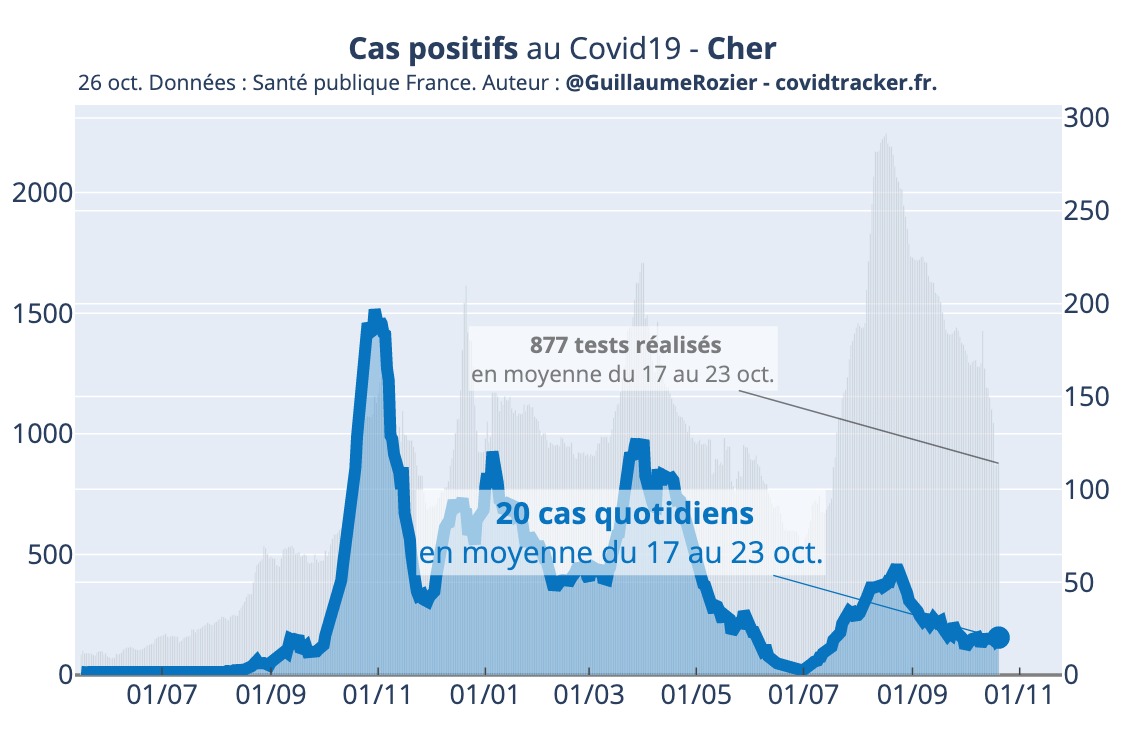 Cas positifs au Covid19 - Cher
26 oct. Données : Santé publique France. Auteur : @GuillaumeRozier - covidtracker.fr.
300
2000
250
1500
200
877 tests réalisés
en moyenne du 17 au 23 oct.
150
1000
100
20 cas quotidiens
500
en moyenne du 17 au 23 oct.
50
0
0
01/07 01/09 01/11 01/01 01/03 01/05 01/07 01/09 01/11